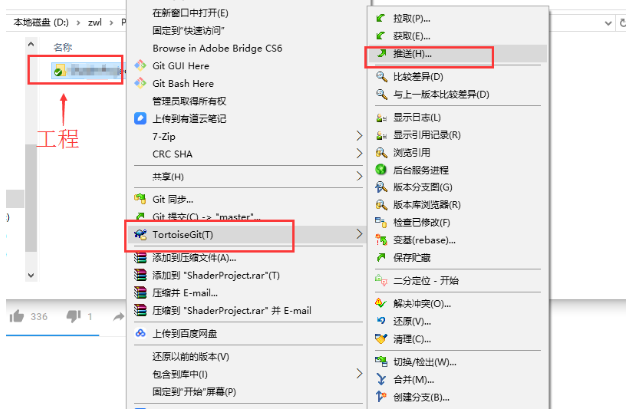 本地磁盘 (D:) > zwl > P
名称
工程
336
1
在新窗口中打开(E)
固定到"快速访问"
Browse in Adobe Bridge CS6
Git GUI Here
Git Bash Here
管理员取得所有权
上传到有道云笔记
7-Zip
CRC SHA
共享(H)
Git 同步...
Git 提交(C) -> "master"...
TortoiseGit(T)
添加到压缩文件(A)...
添加到 "ShaderProject.rar"(T)
压缩并 E-mail...
压缩到 "ShaderProject.rar" 并 E-mail
上传到百度网盘
还原以前的版本(V)
包含到库中(I)
固定到"开始"屏幕(P)
拉取(P)...
获取(E)...
推送(H)...
比较差异(D)
与上一版本比较差异(D)
显示日志(L)
显示引用记录(R)
浏览引用
后台服务进程
版本分支图(G)
版本库浏览器(R)
检查已修改(F)
变基(rebase)...
保存贮藏
二分定位 - 开始
解决冲突(O)...
还原(V)...
清理(C)...
切换/检出(W)...
合并(M)...
创建分支(B)...